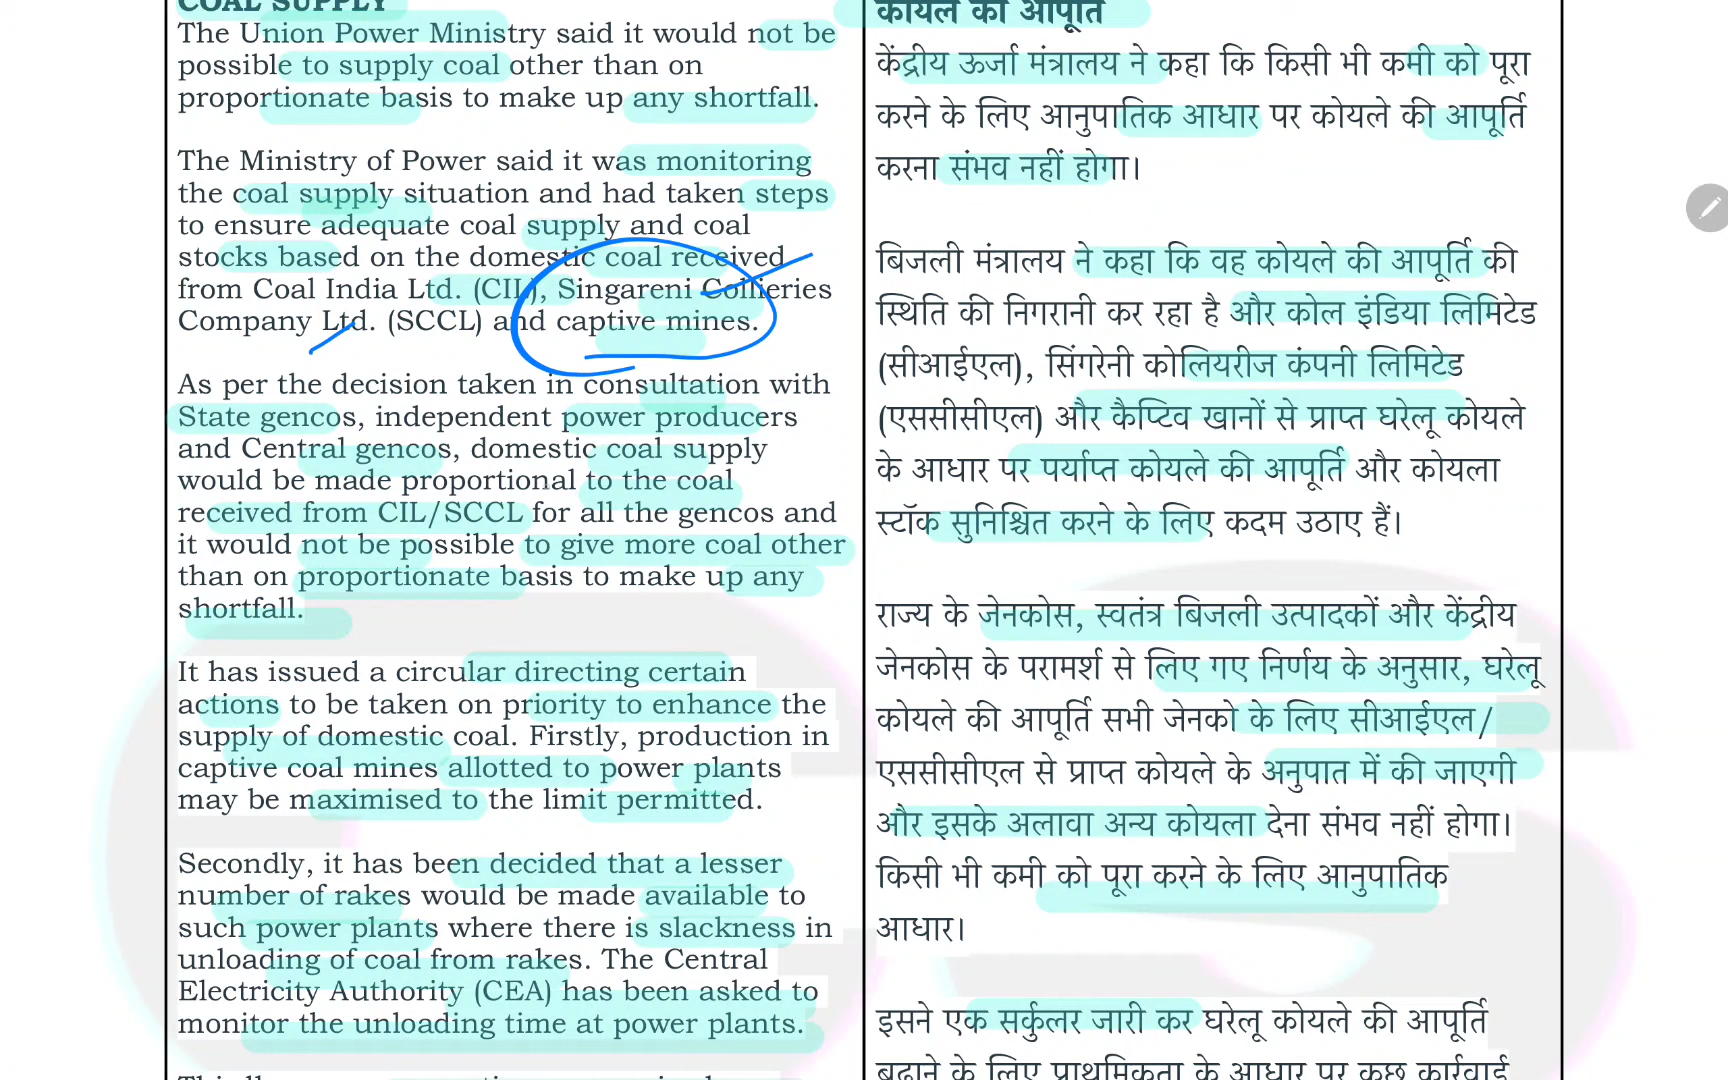 COAL SUPPLY
The Union Power Ministry said it would not be
possible to supply coal other than on
proportionate basis to make up any shortfall.
The Ministry of Power said it was monitoring
the coal supply situation and had taken steps
to ensure adequate coal supply and coal
stocks based on the domestic coal received
from Coal India Ltd. (CIL), Singareni Collieries
Company Ltd. (SCCL) and captive mines.
As per the decision taken in consultation with
State gencos, independent power producers
and Central gencos, domestic coal supply
would be made proportional to the coal
received from CIL/SCCL for all the gencos and
it would not be possible to give more coal other
than on proportionate basis to make up any
shortfall.
It has issued a circular directing certain
actions to be taken on priority to enhance the
supply of domestic coal. Firstly, production in
captive coal mines allotted to power plants
may be maximised to the limit permitted.
Secondly, it has been decided that a lesser
number of rakes would be made available to
such power plants where there is slackness in
unloading of coal from rakes. The Central
Electricity Authority (CEA) has been asked to
monitor the unloading time at power plants.
कोयले की आपूर्ति
केंद्रीय ऊर्जा मंत्रालय ने कहा कि किसी भी कमी को पूरा
करने के लिए आनुपातिक आधार पर कोयले की आपूर्ति
करना संभव नहीं होगा।
बिजली मंत्रालय ने कहा कि वह कोयले की आपूर्ति की
स्थिति की निगरानी कर रहा है और कोल इंडिया लिमिटेड
(सीआईएल), सिंगरेनी कोलियरीज कंपनी लिमिटेड
(एससीसीएल) और कैप्टिव खानों से प्राप्त घरेलू कोयले
के आधार पर पर्याप्त कोयले की आपूर्ति और कोयला
स्टॉक सुनिश्चित करने के लिए कदम उठाए हैं।
राज्य के जेनकोस, स्वतंत्र बिजली उत्पादकों और केंद्रीय
जेनकोस के परामर्श से लिए गए निर्णय के अनुसार, घरेलू
कोयले की आपूर्ति सभी जेनको के लिए सीआईएल/
एससीसीएल से प्राप्त कोयले के अनुपात में की जाएगी
और इसके अलावा अन्य कोयला देना संभव नहीं होगा।
किसी भी कमी को पूरा करने के लिए आनुपातिक
आधार।
इसने एक सर्कुलर जारी कर घरेलू कोयले की आपूर्ति
बढ़ाने के लिए प्राथमिकता के आधार पर कुछ कार्रवाई